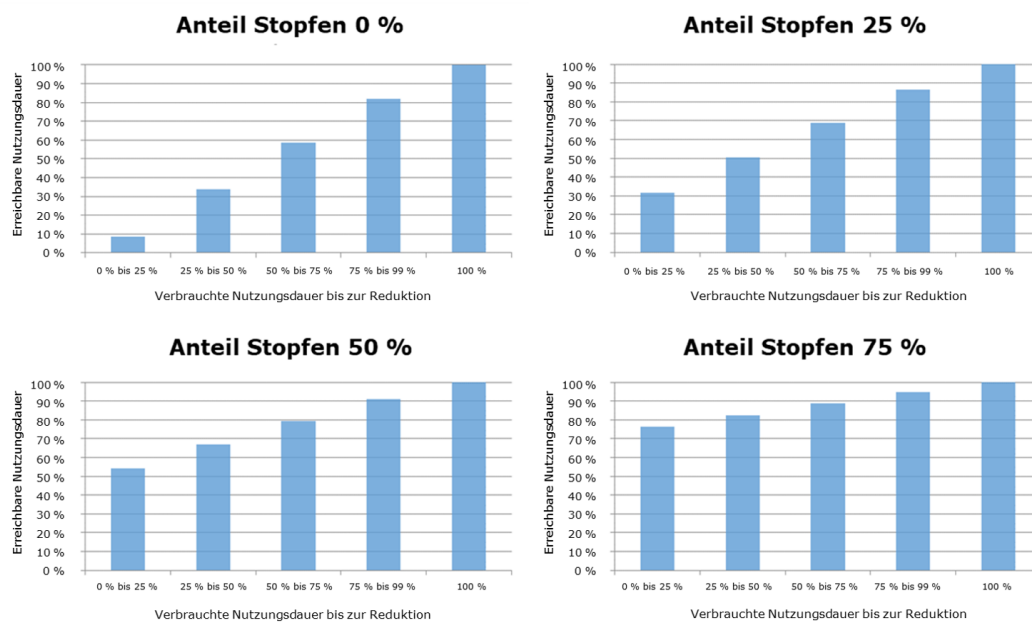 Anteil Stopfen 0 %
Erreichbare Nutzungsdauer
100 %
90 %
80 %
70 %
60 %
50 %
40 %
30 %
20 %
10 %
0 %
0 % bis 25 %
25 % bis 50 %
50 % bis 75 %
75 % bis 99 %
100 %
Verbrauchte Nutzungsdauer bis zur Reduktion
Anteil Stopfen 25 %
Erreichbare Nutzungsdauer
100 %
90 %
80 %
70 %
60 %
50 %
40 %
30 %
20 %
10 %
0 %
0 % bis 25 %
25 % bis 50 %
50 % bis 75 %
75 % bis 99 %
100 %
Verbrauchte Nutzungsdauer bis zur Reduktion
Anteil Stopfen 50 %
Erreichbare Nutzungsdauer
100 %
90 %
80 %
70 %
60 %
50 %
40 %
30 %
20 %
10 %
0 %
0 % bis 25 %
25 % bis 50 %
50 % bis 75 %
75 % bis 99 %
100 %
Verbrauchte Nutzungsdauer bis zur Reduktion
Anteil Stopfen 75 %
Erreichbare Nutzungsdauer
100 %
90 %
80 %
70 %
60 %
50 %
40 %
30 %
20 %
10 %
0 %
0 % bis 25 %
25 % bis 50 %
50 % bis 75 %
75 % bis 99 %
100 %
Verbrauchte Nutzungsdauer bis zur Reduktion